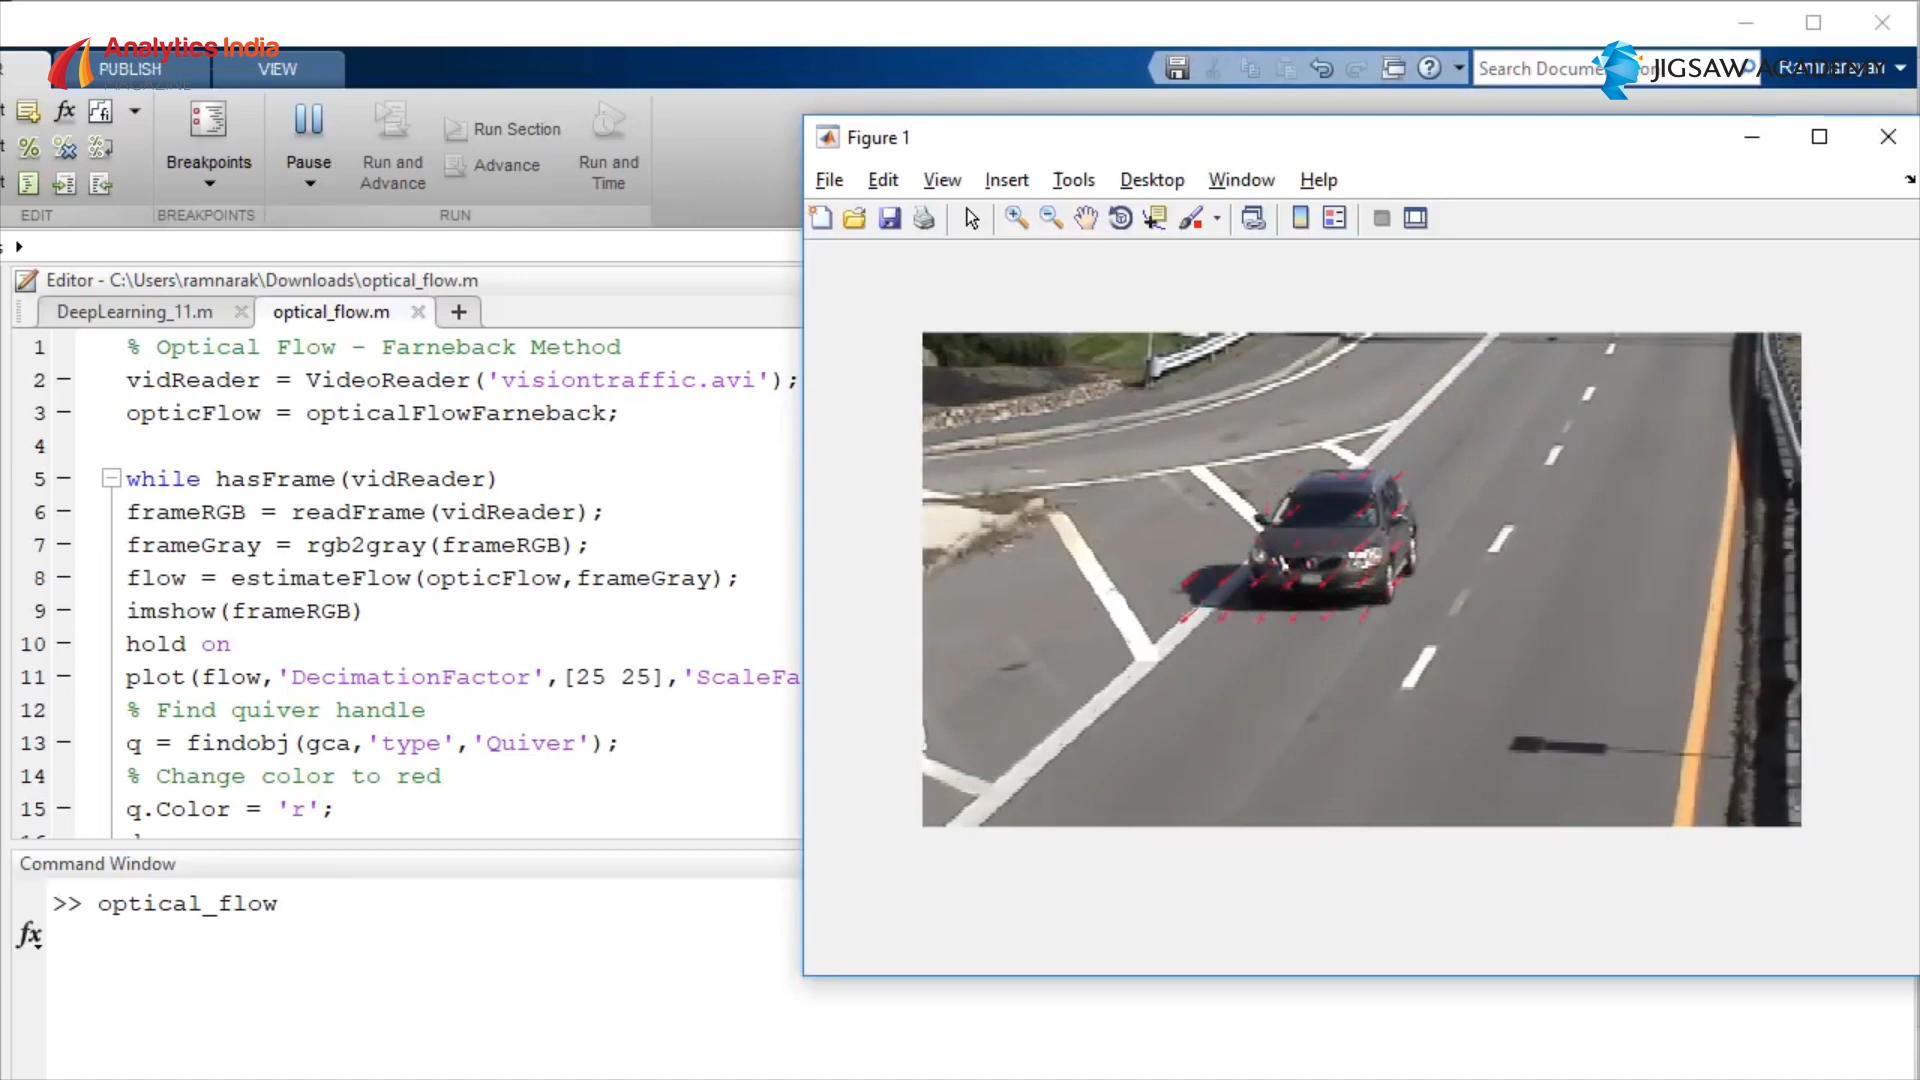 Analytics India
MAGAZINE
PUBLISH
VIEW
Search Docume
JIGSAW ACADEMY
Ramnarayan
Breakpoints
Pause
Run and
Advance
Run Section
Advance
Run and
Time
EDIT
BREAKPOINTS
RUN
Editor - C:\Users\ramnarak\Downloads\optical_flow.m
DeepLearning_11.m
optical_flow.m
1 % Optical Flow - Farneback Method
2 - vidReader = VideoReader('visiontraffic.avi');
3 - opticFlow = opticalFlowFarneback;
4
5 - while hasFrame(vidReader)
6 - frameRGB = readFrame(vidReader);
7 - frameGray = rgb2gray(frameRGB);
8 - flow = estimateFlow(opticFlow,frameGray);
9 - imshow(frameRGB)
10 - hold on
11 - plot(flow,'DecimationFactor',[25 25],'ScaleFa
12 % Find quiver handle
13 - q = findobj(gca,'type','Quiver');
14 % Change color to red
15 - q.Color = 'r';
Command Window
>> optical_flow
fx
Figure 1
File Edit View Insert Tools Desktop Window Help